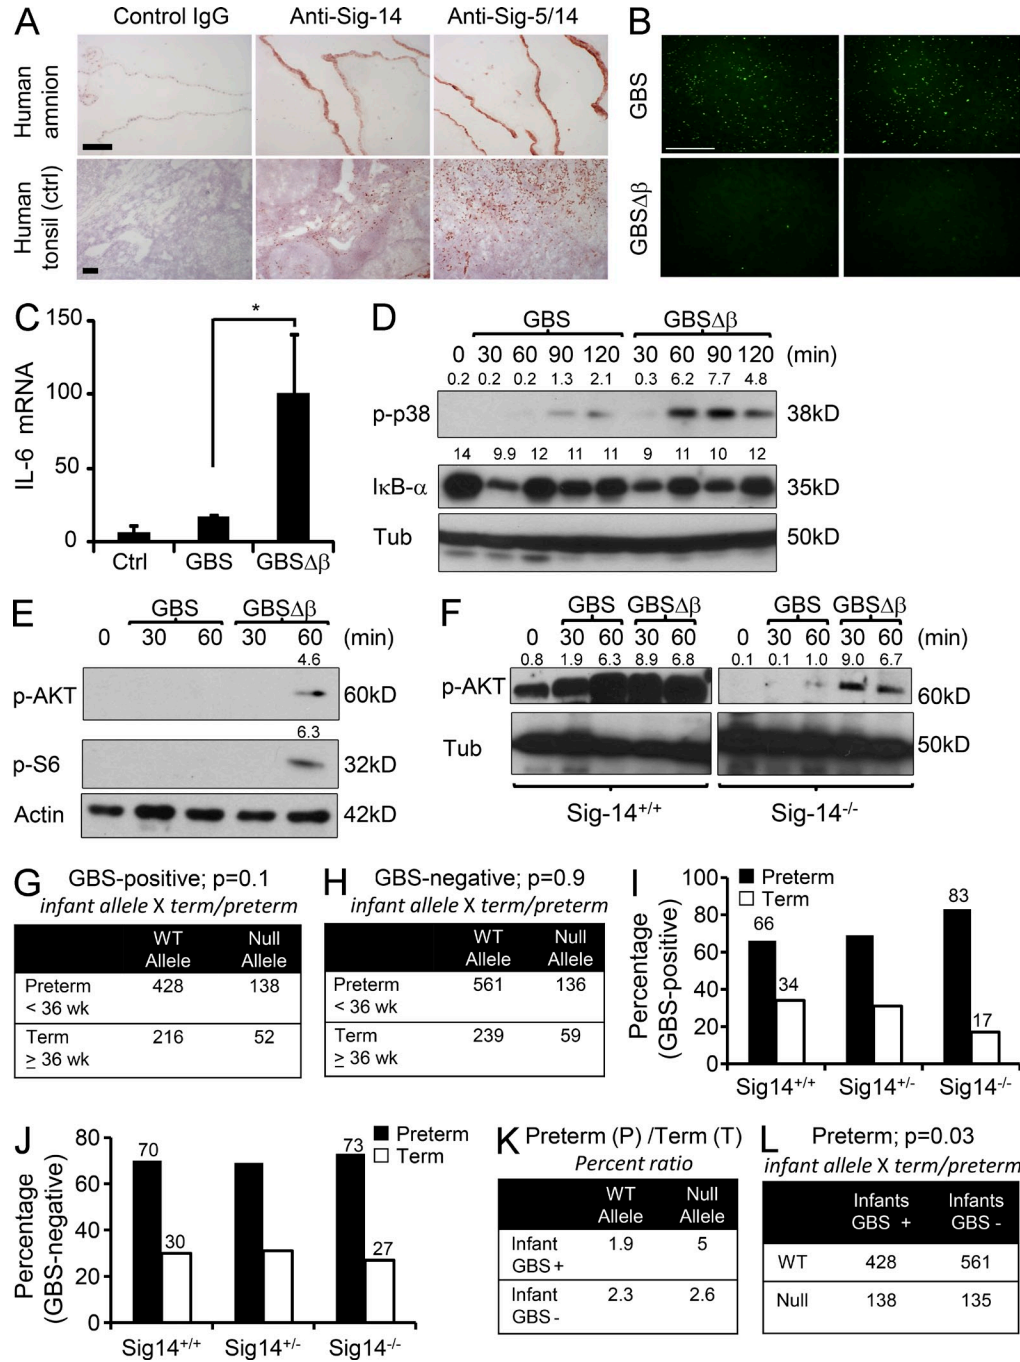 A
Control IgG Anti-Sig-14 Anti-Sig-5/14
Human amnion
Human tonsil (ctrl)
B
GBS
GBSΔβ
C
IL-6 mRNA
150
100
50
0
*
Ctrl GBS GBSΔβ
D
GBS GBSΔβ
0 30 60 90 120 30 60 90 120 (min)
0.2 0.2 0.2 1.3 2.1 0.3 6.2 7.7 4.8
p-p38 38kD
14 9.9 12 11 11 9 11 10 12
IκB-α 35kD
Tub 50kD
E
GBS GBSΔβ
0 30 60 30 60 (min)
4.6
p-AKT 60kD
6.3
p-S6 32kD
Actin 42kD
F
GBS GBSΔβ GBS GBSΔβ
0 30 60 30 60 0 30 60 30 60 (min)
0.8 1.9 6.3 8.9 6.8 0.1 0.1 1.0 9.0 6.7
p-AKT 60kD
Tub 50kD
Sig-14+/+ Sig-14-/-
G GBS-positive; p=0.1
infant allele X term/preterm
WT Allele Null Allele
Preterm < 36 wk 428 138
Term ≥ 36 wk 216 52
H GBS-negative; p=0.9
infant allele X term/preterm
WT Allele Null Allele
Preterm < 36 wk 561 136
Term ≥ 36 wk 239 59
I
Percentage (GBS-positive)
100
80
60
40
20
0
Preterm
Term
66 34 83 17
Sig14+/+ Sig14+/- Sig14-/-
J
Percentage (GBS-negative)
80
60
40
20
0
Preterm
Term
70 30 73 27
Sig14+/+ Sig14+/- Sig14-/-
K Preterm (P) /Term (T)
Percent ratio
WT Allele Null Allele
Infant GBS + 1.9 5
Infant GBS - 2.3 2.6
L Preterm; p=0.03
infant allele X term/preterm
Infants GBS + Infants GBS -
WT 428 561
Null 138 135